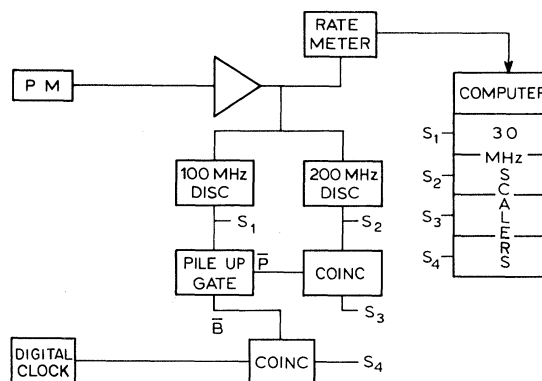 RATE
METER
P M
COMPUTER
S1
30
MHz
S2
S
C
A
S3
L
E
S4
R
S
100 MHz
DISC
200 MHz
DISC
S1
S2
PILE UP
GATE
P̅
COINC
B̅
S3
DIGITAL
CLOCK
COINC
S4